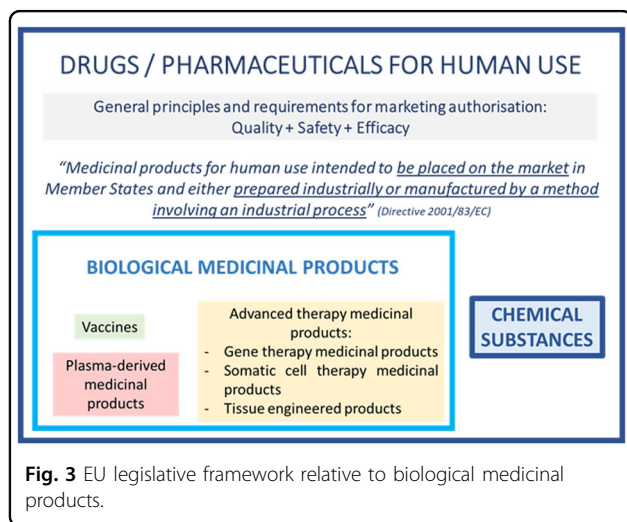 DRUGS / PHARMACEUTICALS FOR HUMAN USE
General principles and requirements for marketing authorisation:
Quality + Safety + Efficacy
“Medicinal products for human use intended to be placed on the market in
Member States and either prepared industrially or manufactured by a method
involving an industrial process” (Directive 2001/83/EC)
BIOLOGICAL MEDICINAL PRODUCTS
Vaccines
Plasma-derived
medicinal
products
Advanced therapy medicinal
products:
- Gene therapy medicinal products
- Somatic cell therapy medicinal
products
- Tissue engineered products
CHEMICAL
SUBSTANCES
Fig. 3 EU legislative framework relative to biological medicinal
products.